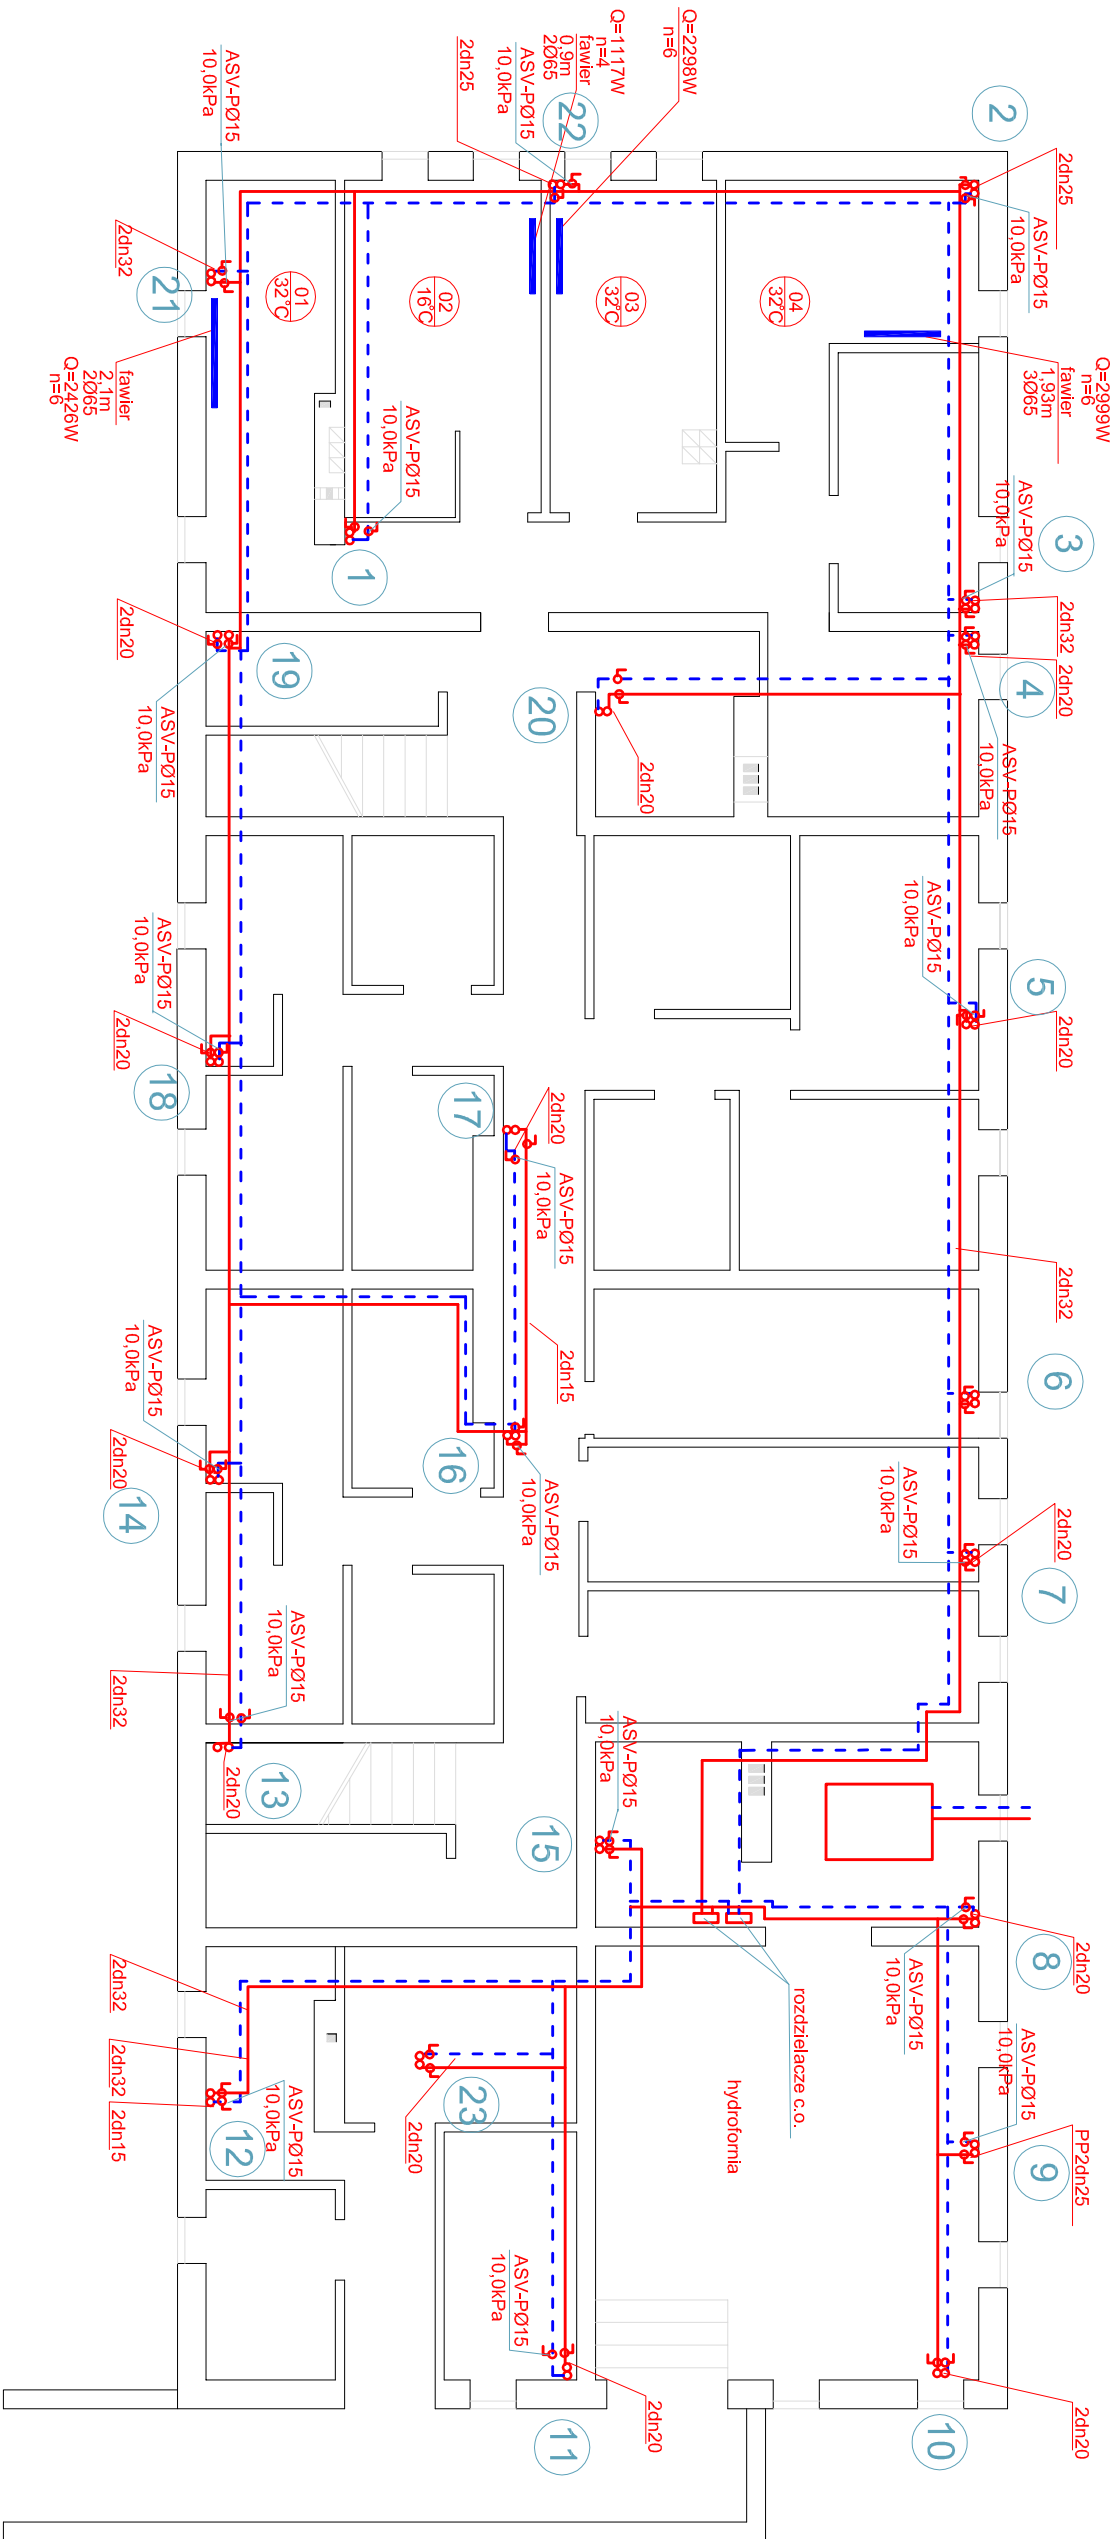 2
2dn25
ASV-PØ15
10,0kPa
Q=2298W
n=6
Q=1117W
n=4
fawier
0,9m
2Ø65
22
ASV-PØ15
10,0kPa
2dn25
ASV-PØ15
10,0kPa
2dn32
21
fawier
2,1m
2Ø65
Q=2426W
n=6
01
32°C
02
16°C
03
32°C
04
32°C
Q=2999W
n=6
fawier
1,93m
3Ø65
ASV-PØ15
10,0kPa
1
ASV-PØ15
10,0kPa
3
2dn32
2dn20
4
ASV-PØ15
10,0kPa
20
2dn20
19
2dn20
ASV-PØ15
10,0kPa
ASV-PØ15
10,0kPa
5
2dn20
ASV-PØ15
10,0kPa
2dn20
18
17
2dn20
ASV-PØ15
10,0kPa
2dn32
6
2dn15
16
ASV-PØ15
10,0kPa
ASV-PØ15
10,0kPa
2dn20
14
ASV-PØ15
10,0kPa
2dn20
7
ASV-PØ15
10,0kPa
2dn32
2dn20
13
ASV-PØ15
10,0kPa
15
2dn20
8
ASV-PØ15
10,0kPa
rozdzielacze c.o.
hydrofornia
ASV-PØ15
10,0kPa
PP2dn25
9
2dn32
2dn32
2dn15
12
ASV-PØ15
10,0kPa
23
2dn20
ASV-PØ15
10,0kPa
2dn20
11
10
2dn20